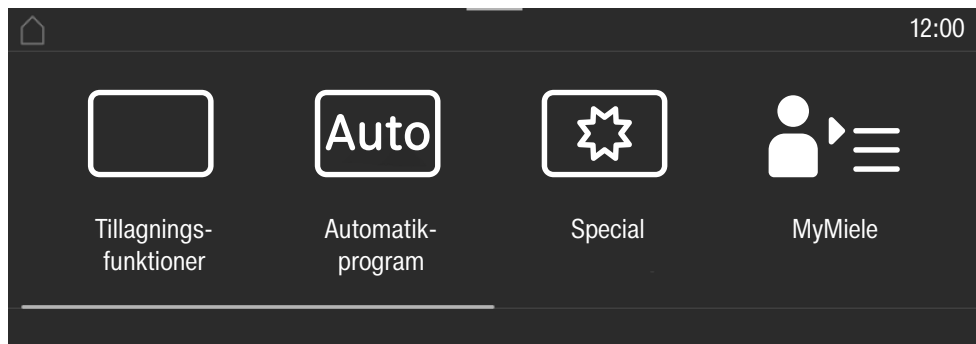 12:00
Auto
Tillagnings-
funktioner
Automatik-
program
Special
MyMiele